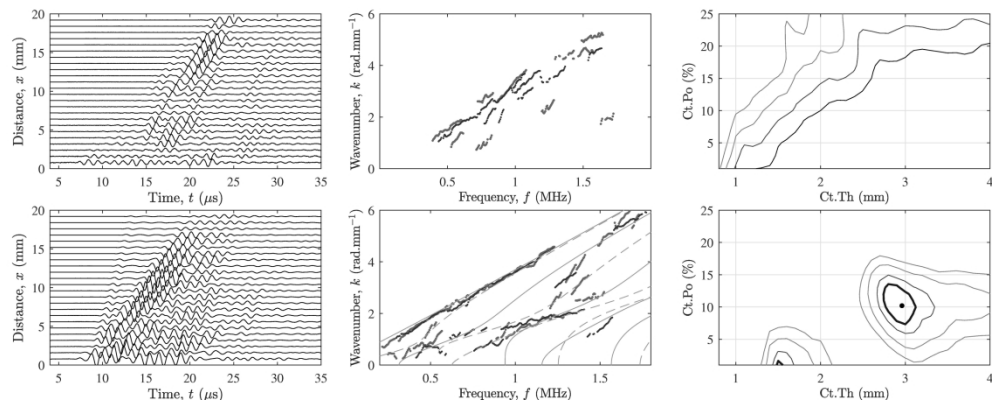 Distance, x (mm)
20
15
10
5
0
5 10 15 20 25 30 35
Time, t (μs)
Wavenumber, k (rad.mm⁻¹)
6
4
2
0
0.5 1 1.5
Frequency, f (MHz)
Ct.Po (%)
25
20
15
10
5
1 2 3 4
Ct.Th (mm)
Distance, x (mm)
20
15
10
5
0
5 10 15 20 25 30 35
Time, t (μs)
Wavenumber, k (rad.mm⁻¹)
6
4
2
0
0.5 1 1.5
Frequency, f (MHz)
Ct.Po (%)
25
20
15
10
5
1 2 3 4
Ct.Th (mm)